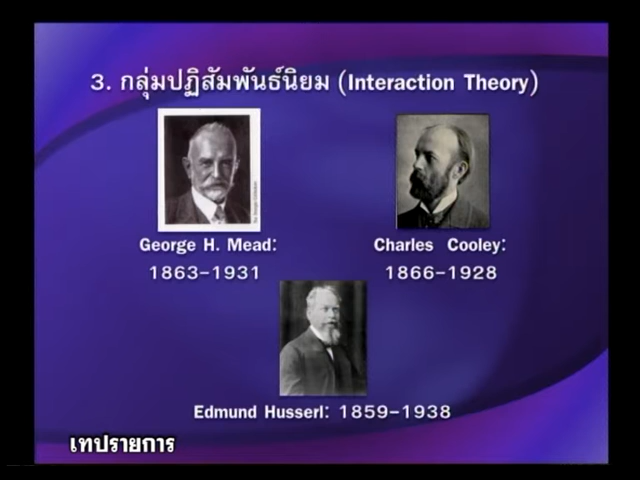 3. กลุ่มปฏิสัมพันธ์นิยม (Interaction Theory)
George H. Mead:
Charles Cooley:
1863-1931
1866-1928
Edmund Husserl: 1859-1938
เทปรายการ